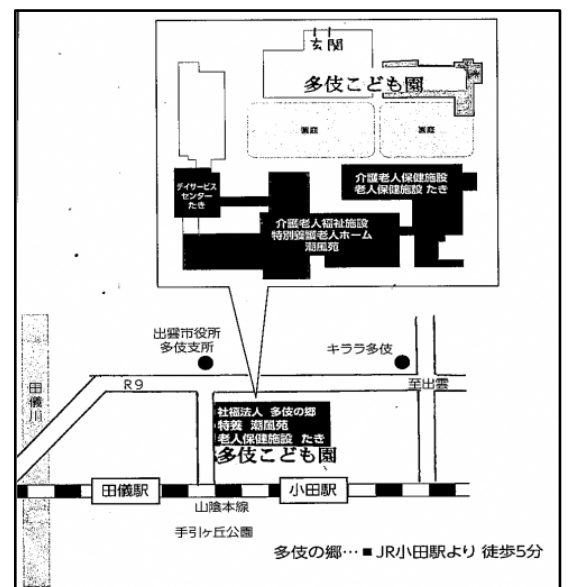 玄関
多伎こども園
園庭
園庭
デイサービス
センター
たき
介護老人保健施設
老人保健施設 たき
介護老人福祉施設
特別養護老人ホーム
潮風苑
出雲市役所
多伎支所
キララ多伎
田儀川
R9
至出雲
社福法人 多伎の郷
特養 潮風苑
老人保健施設 たき
多伎こども園
田儀駅
小田駅
山陰本線
手引ヶ丘公園
多伎の郷…■JR小田駅より 徒歩5分